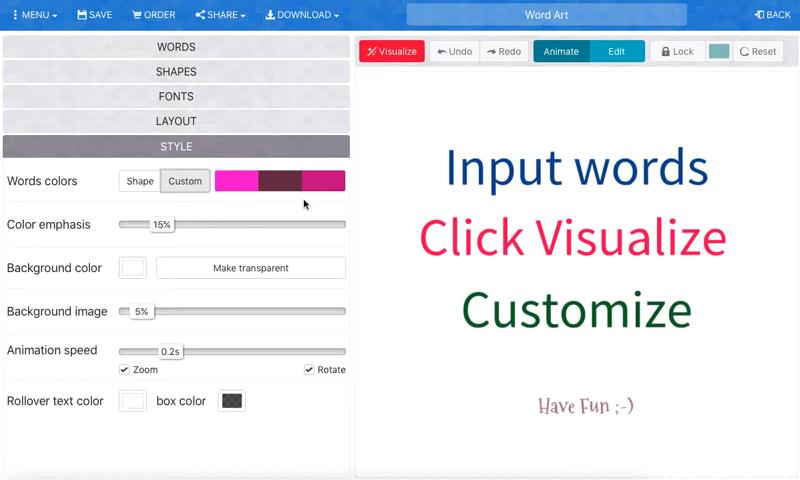 MENU SAVE ORDER SHARE DOWNLOAD Word Art BACK
WORDS
SHAPES
FONTS
LAYOUT
STYLE
Words colors Shape Custom
Color emphasis 15%
Background color Make transparent
Background image 5%
Animation speed 0.2s
Zoom Rotate
Rollover text color box color
Visualize Undo Redo Animate Edit Lock Reset
Input words
Click Visualize
Customize
Have Fun ;-)